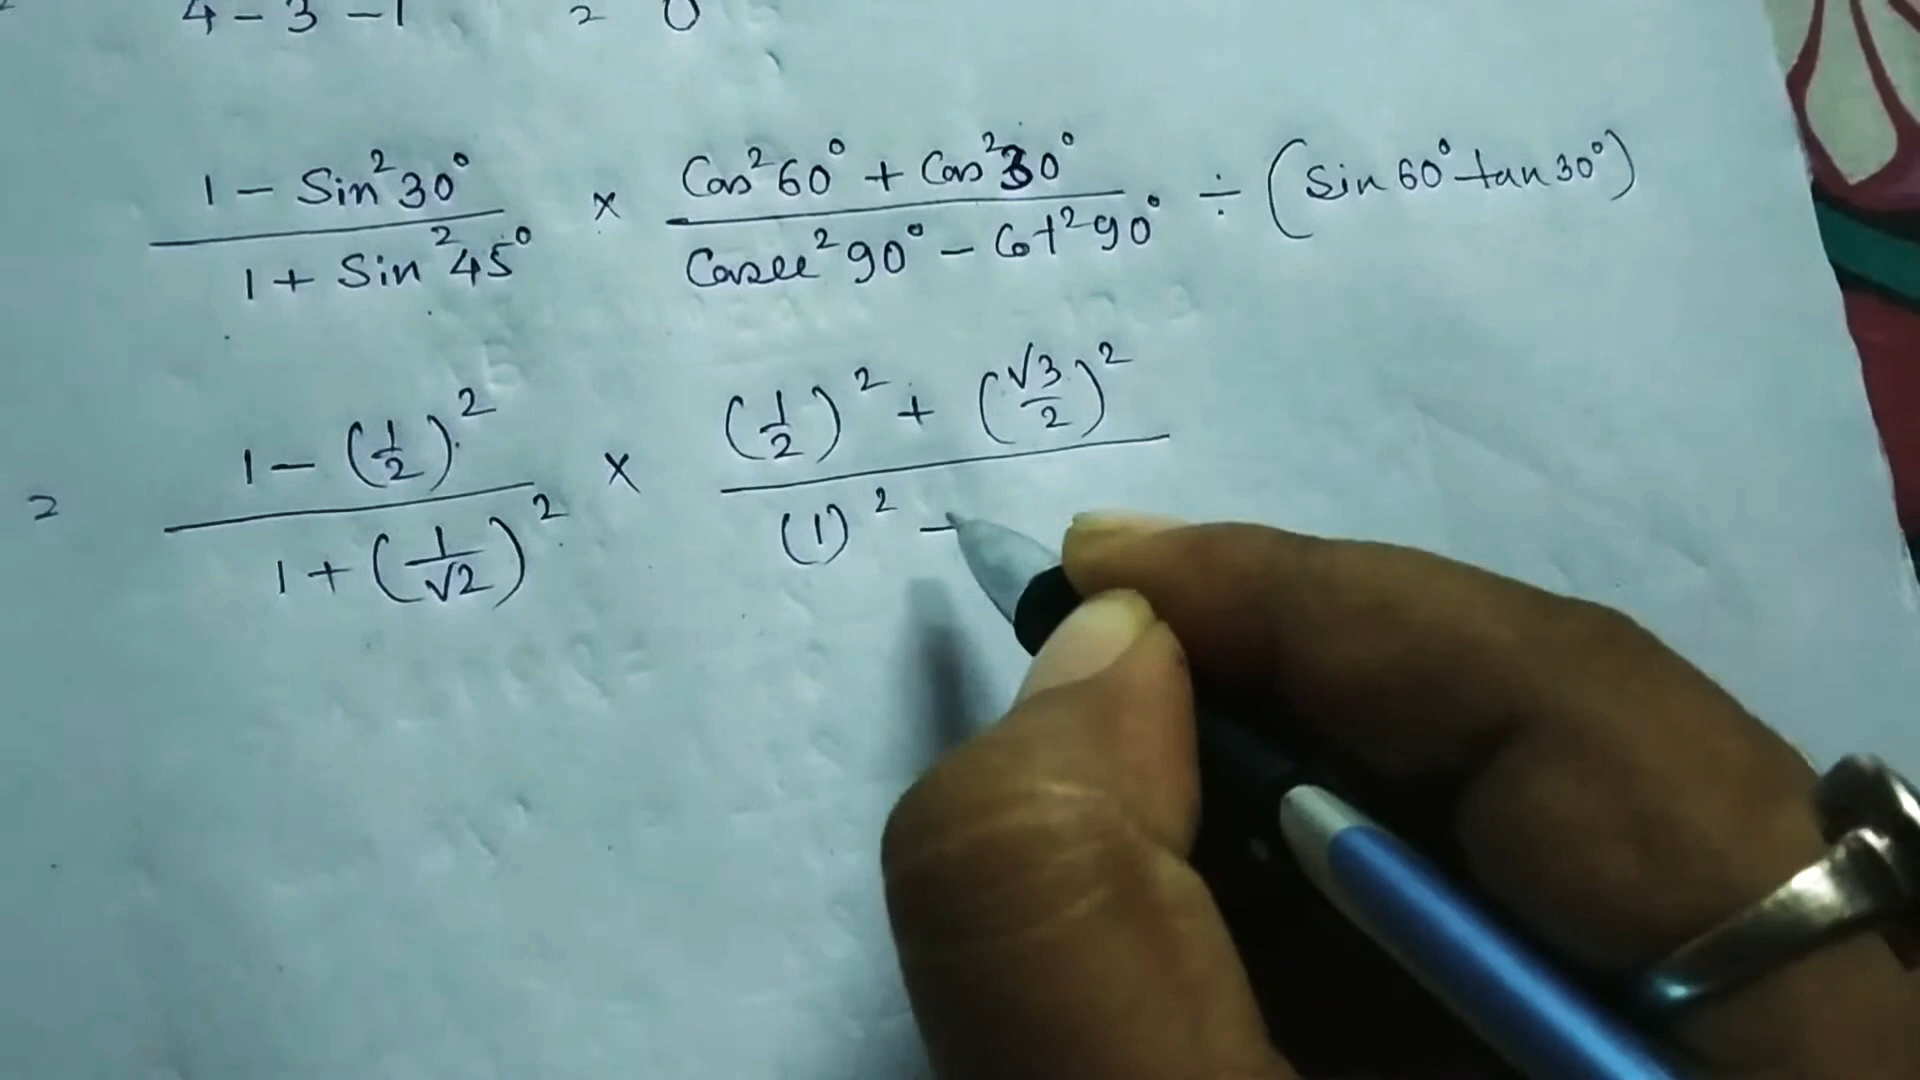 4 - 3 - 1 = 0
1 - Sin²30° / 1 + Sin²45° × Cos²60° + Cos²30° / Cosec²90° - Cot²90° ÷ (Sin 60° tan 30°)
= 1 - (1/2)² / 1 + (1/√2)² × (1/2)² + (√3/2)² / (1)² -